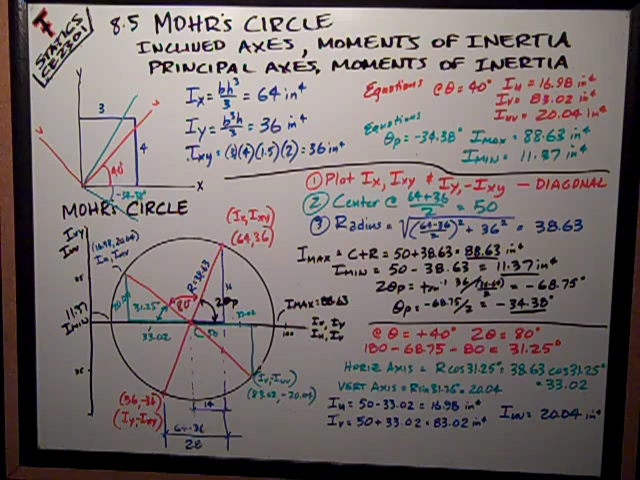 STATICS
CE2301
8.5 MOHR'S CIRCLE
INCLINED AXES, MOMENTS OF INERTIA
PRINCIPAL AXES, MOMENTS OF INERTIA
Y
3
4
40°
-34.38°
X
Ix = bh³/3 = 64 in⁴
Iy = b³h/3 = 36 in⁴
Ixy = (3)(4)(1.5)(2) = 36 in⁴
Equations @θ = 40° Iu = 16.98 in⁴
Iv = 83.02 in⁴
Iuv = 20.04 in⁴
Equations
θp = -34.38° IMAX = 88.63 in⁴
IMIN = 11.37 in⁴
① Plot Ix, Ixy & Iy, -Ixy — DIAGONAL
② Center @ 64+36/2 = 50
③ Radius = √((64-36/2)² + 36²) = 38.63
IMAX = C+R = 50+38.63 = 88.63 in⁴
IMIN = 50 - 38.63 = 11.37 in⁴
2θp = tan⁻¹ = -68.75°
θp = -68.75/2 = -34.38°
@θ = +40° 2θ = 80°
180 - 68.75 - 80 = 31.25°
HORIZ AXIS = R cos 31.25° = 38.63 cos 31.25°
= 33.02
VERT AXIS = R sin 31.25 = 20.04
Iu = 50 - 33.02 = 16.98 in⁴
Iuv = 20.04 in⁴
Iv = 50 + 33.02 = 83.02 in⁴
MOHR'S CIRCLE
Ixy
Iuv
(16.98, 20.04)
Iu, Iuv
(Ix, Ixy)
(64, 36)
R=38.63
31.25°
80°
2θp
11.37
IMIN
33.02
C
50
IMAX = 88.63
100
Ix, Iy
Iu, Iv
(Iv, -Iuv)
(83.02, -20.04)
(36, -36)
(Iy, -Ixy)
14
64-36
28